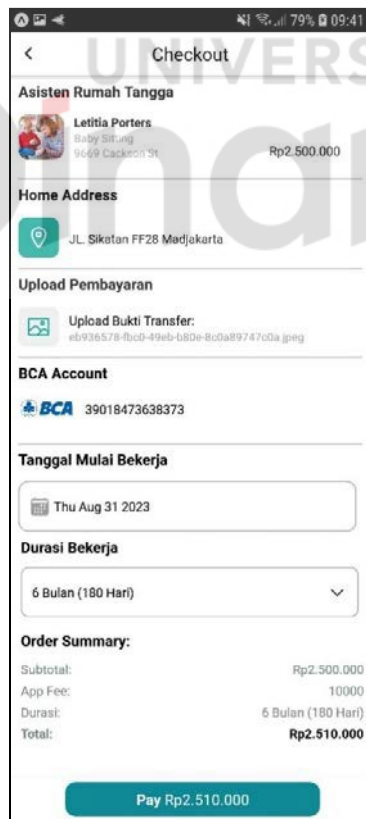 79% 09:41
Checkout
Asisten Rumah Tangga
Letitia Porters
Baby Sitting
9669 Cackson St
Rp2.500.000
Home Address
JL. Sikatan FF28 Madjakarta
Upload Pembayaran
Upload Bukti Transfer:
eb936578-fbc0-49eb-b80e-8c0a89747c0a.jpeg
BCA Account
BCA 39018473638373
Tanggal Mulai Bekerja
Thu Aug 31 2023
Durasi Bekerja
6 Bulan (180 Hari)
Order Summary:
Subtotal: Rp2.500.000
App Fee: 10000
Durasi: 6 Bulan (180 Hari)
Total: Rp2.510.000
Pay Rp2.510.000